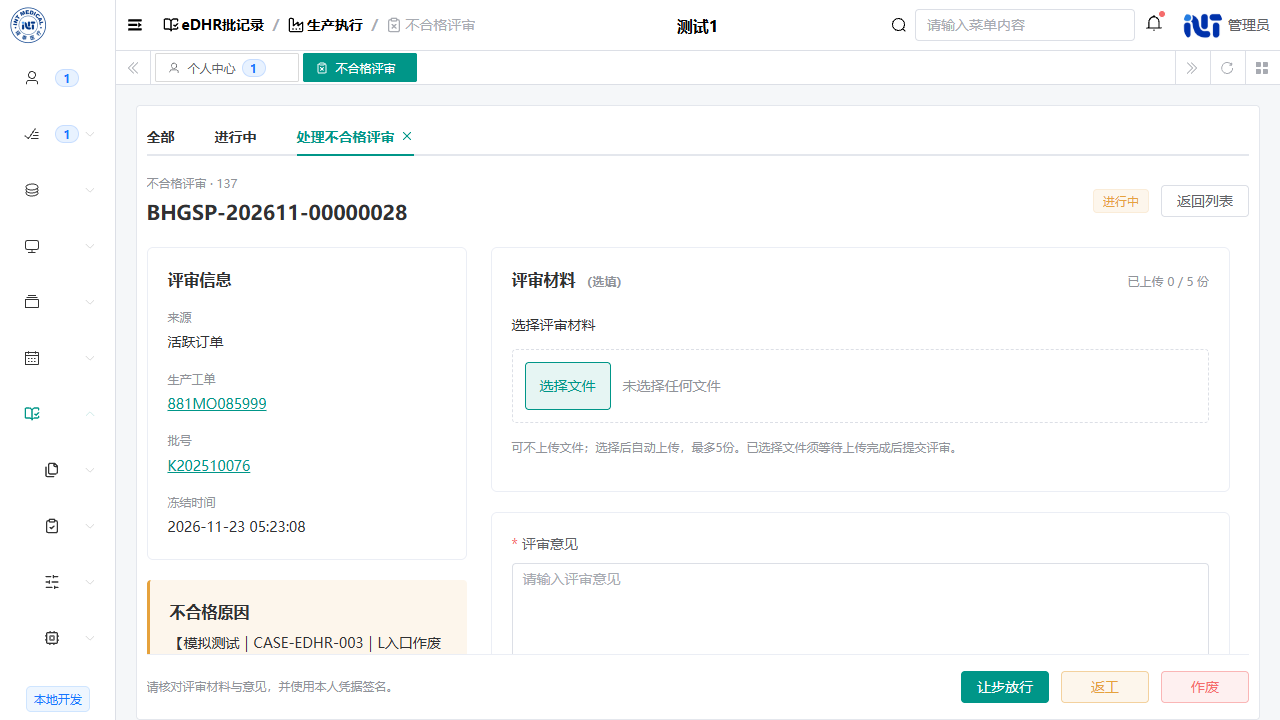 eDHR批记录 / 生产执行 / 不合格评审
测试1
请输入菜单内容
管理员
1
个人中心 1
不合格评审
1
全部
进行中
处理不合格评审
不合格评审 · 137
BHGSP-202611-00000028
进行中
返回列表
评审信息
来源
活跃订单
生产工单
881MO085999
批号
K202510076
冻结时间
2026-11-23 05:23:08
不合格原因
【模拟测试｜CASE-EDHR-003｜L入口作废
评审材料 (选填)
已上传 0 / 5 份
选择评审材料
选择文件
未选择任何文件
可不上传文件；选择后自动上传，最多5份。已选择文件须等待上传完成后提交评审。
* 评审意见
请输入评审意见
请核对评审材料与意见，并使用本人凭据签名。
让步放行
返工
作废
本地开发